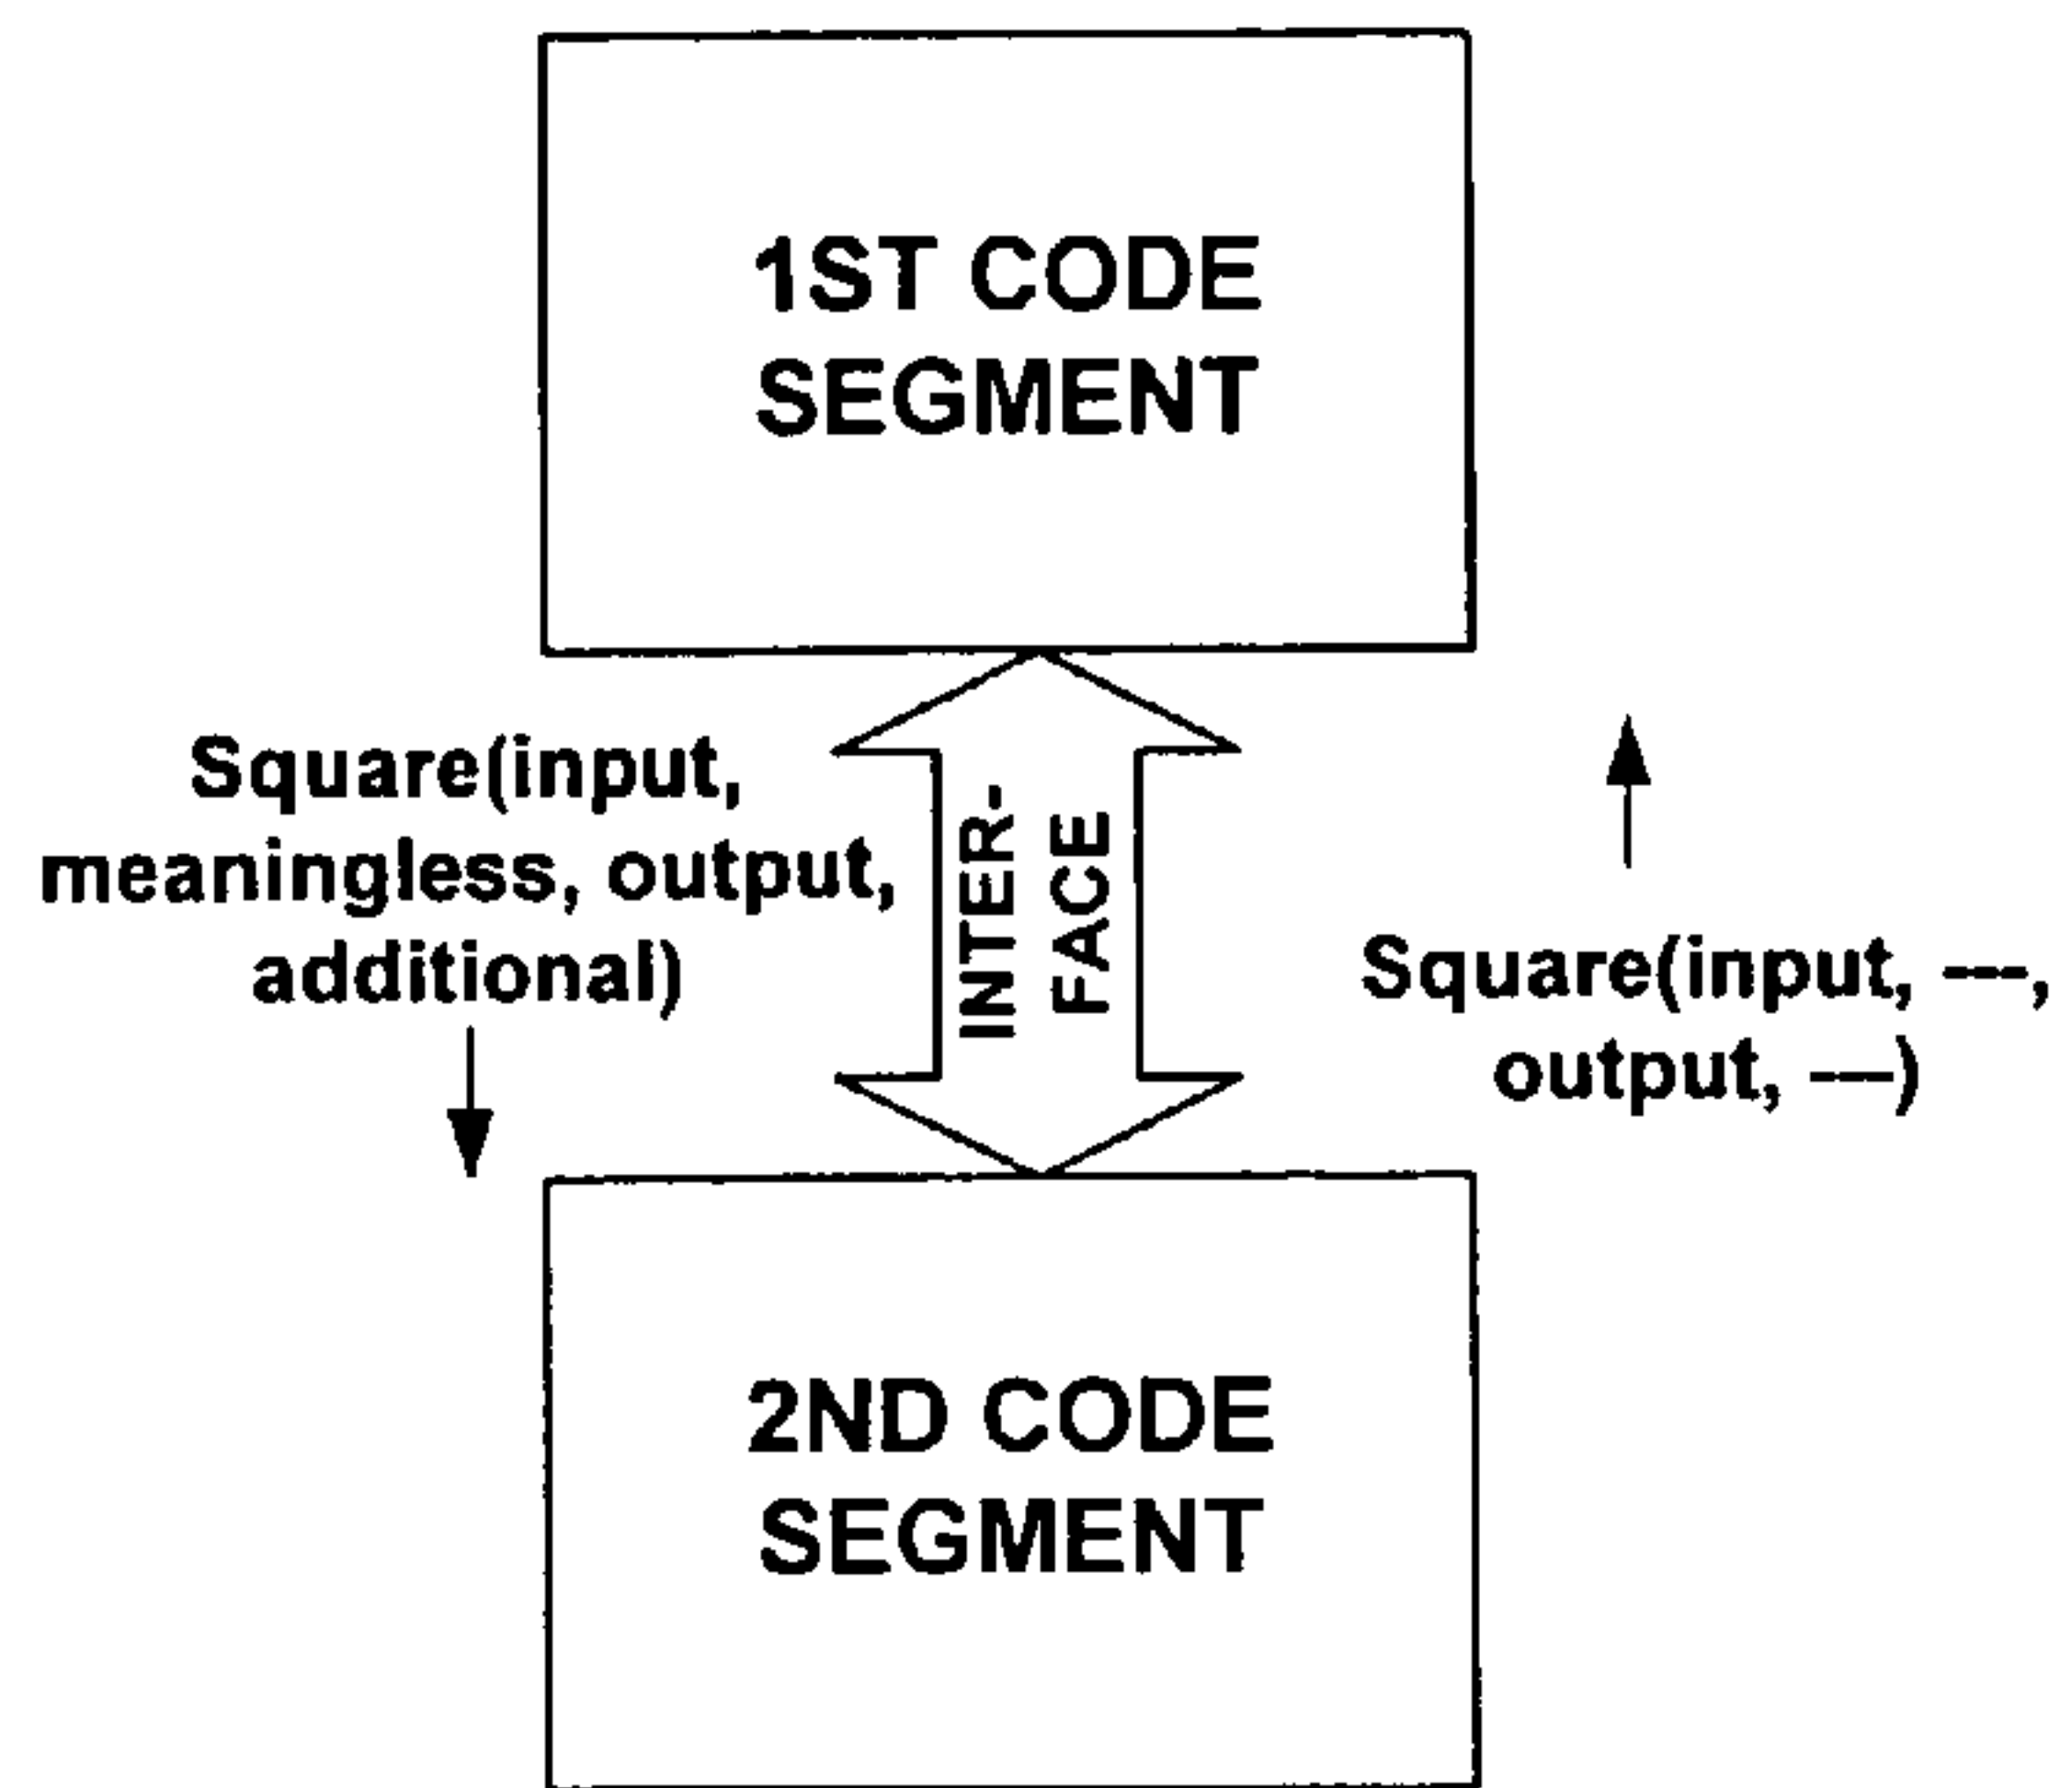 1ST CODE
SEGMENT
Square(input,
meaningless, output,
additional)
INTER-
FACE
Square(input, ---,
output, ---)
2ND CODE
SEGMENT